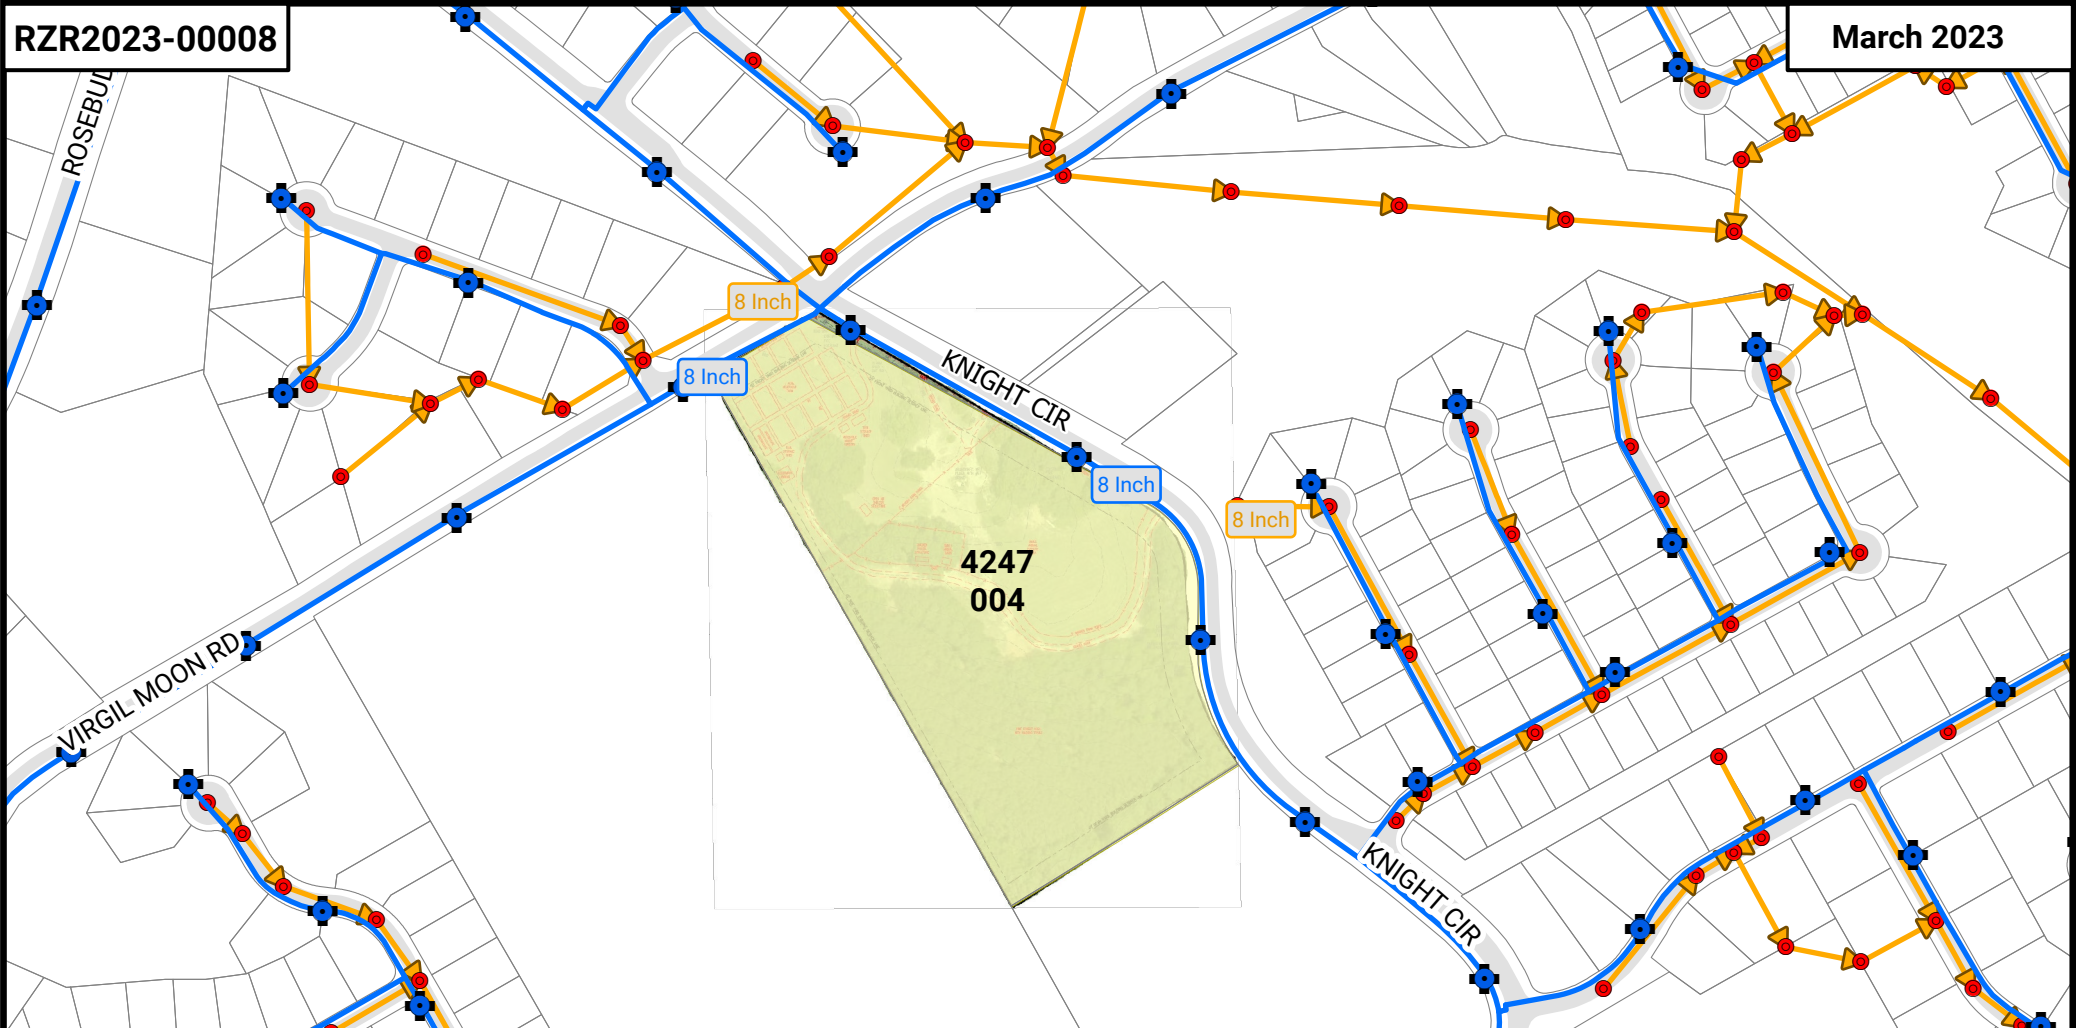 RZR2023-00008
March 2023
ROSEBUD
8 Inch
8 Inch
KNIGHT CIR
8 Inch
8 Inch
4247
004
VIRGIL MOON RD
KNIGHT CIR